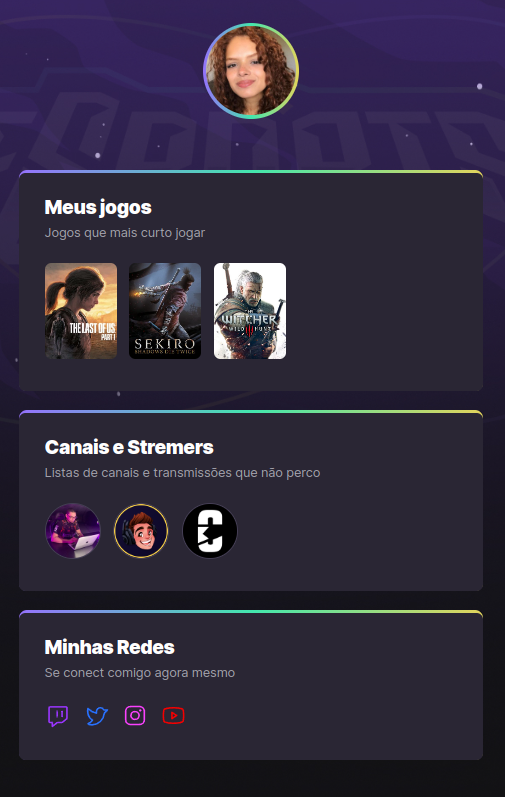 Meus jogos
Jogos que mais curto jogar
THE LAST OF US
PART I
SEKIRO
SHADOWS DIE TWICE
THE
WITCHER
WILD HUNT
Canais e Stremers
Listas de canais e transmissões que não perco
Minhas Redes
Se conect comigo agora mesmo